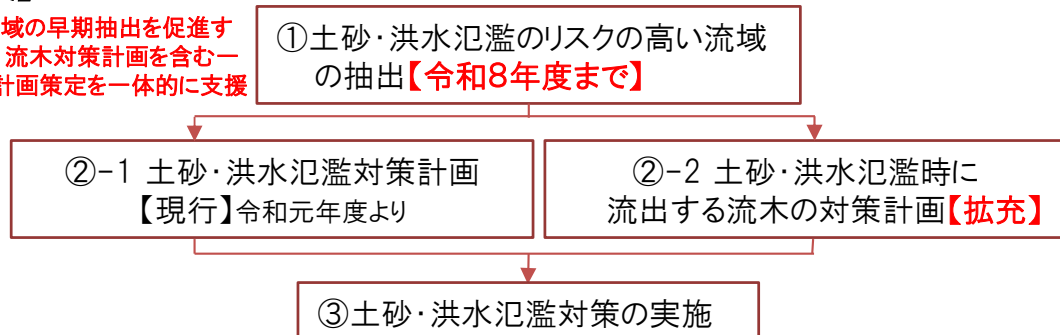 域の早期抽出を促進す
流木対策計画を含む一
計画策定を一体的に支援
①土砂・洪水氾濫のリスクの高い流域
の抽出【令和8年度まで】
②-1 土砂・洪水氾濫対策計画
【現行】令和元年度より
②-2 土砂・洪水氾濫時に
流出する流木の対策計画【拡充】
③土砂・洪水氾濫対策の実施